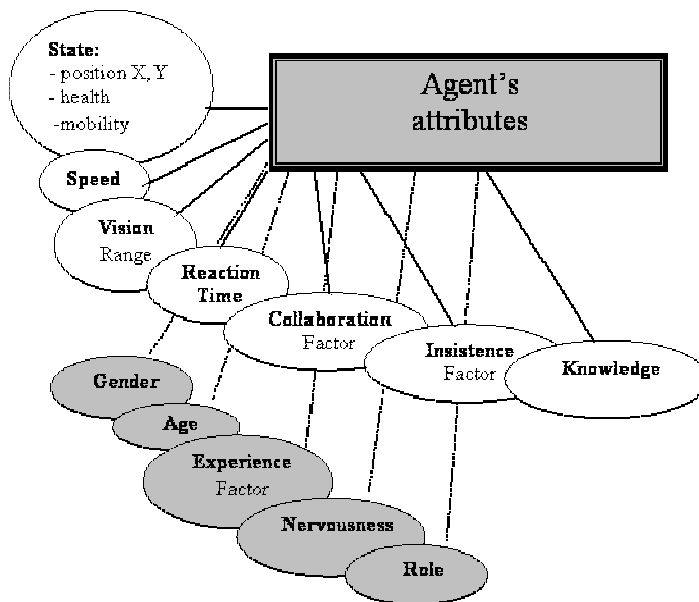 State:
- position X, Y
- health
-mobility
Agent's
attributes
Speed
Vision
Range
Reaction
Time
Collaboration
Factor
Insistence
Factor
Knowledge
Gender
Age
Experience
Factor
Nervousness
Role